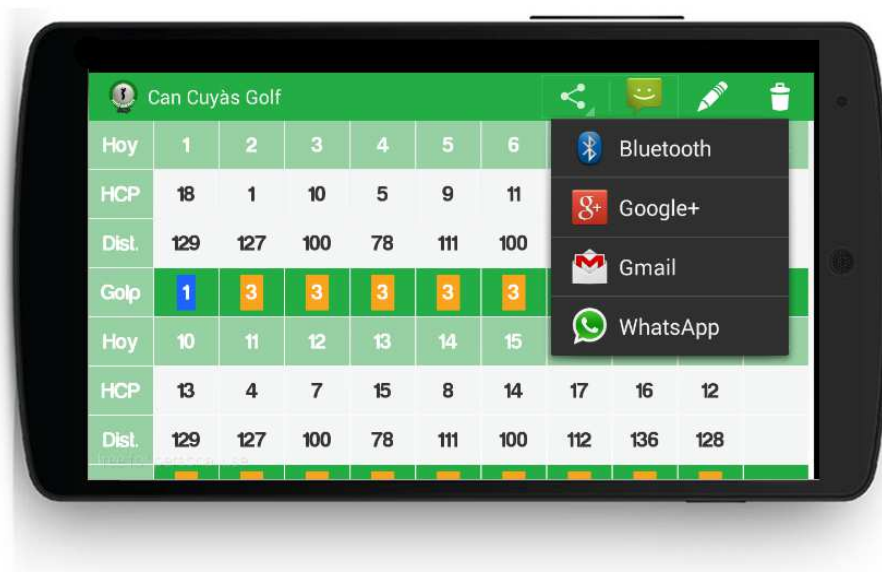 Can Cuyàs Golf
Hoy 1 2 3 4 5 6
Bluetooth
HCP 18 1 10 5 9 11
Google+
Dist. 129 127 100 78 111 100
Gmail
Golp 1 3 3 3 3 3
WhatsApp
Hoy 10 11 12 13 14 15
HCP 13 4 7 15 8 14 17 16 12
Dist. 129 127 100 78 111 100 112 136 128